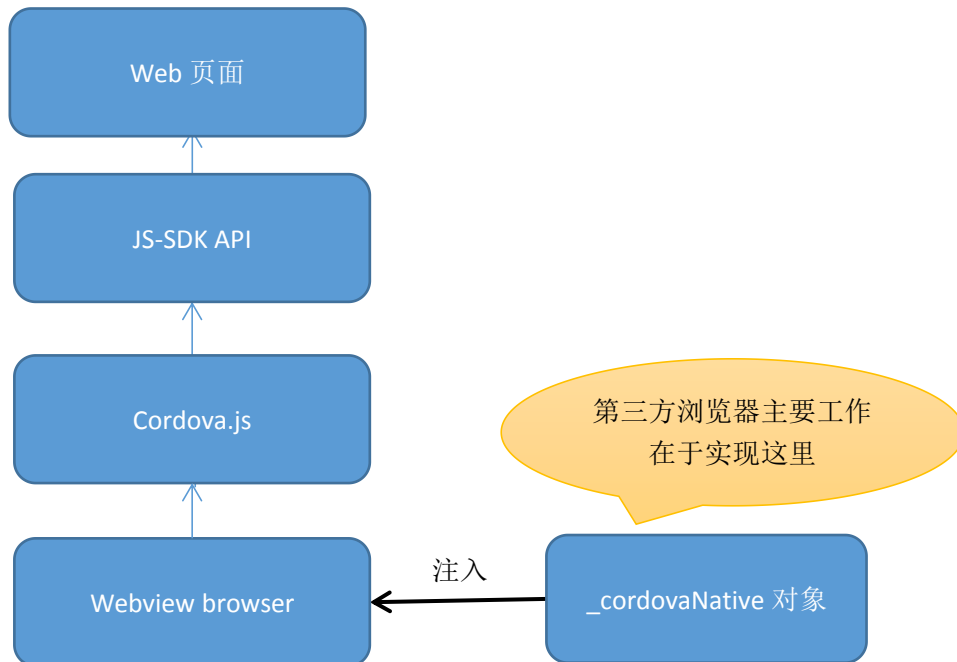 Web 页面
JS-SDK API
Cordova.js
第三方浏览器主要工作
在于实现这里
Webview browser
注入
_cordovaNative 对象